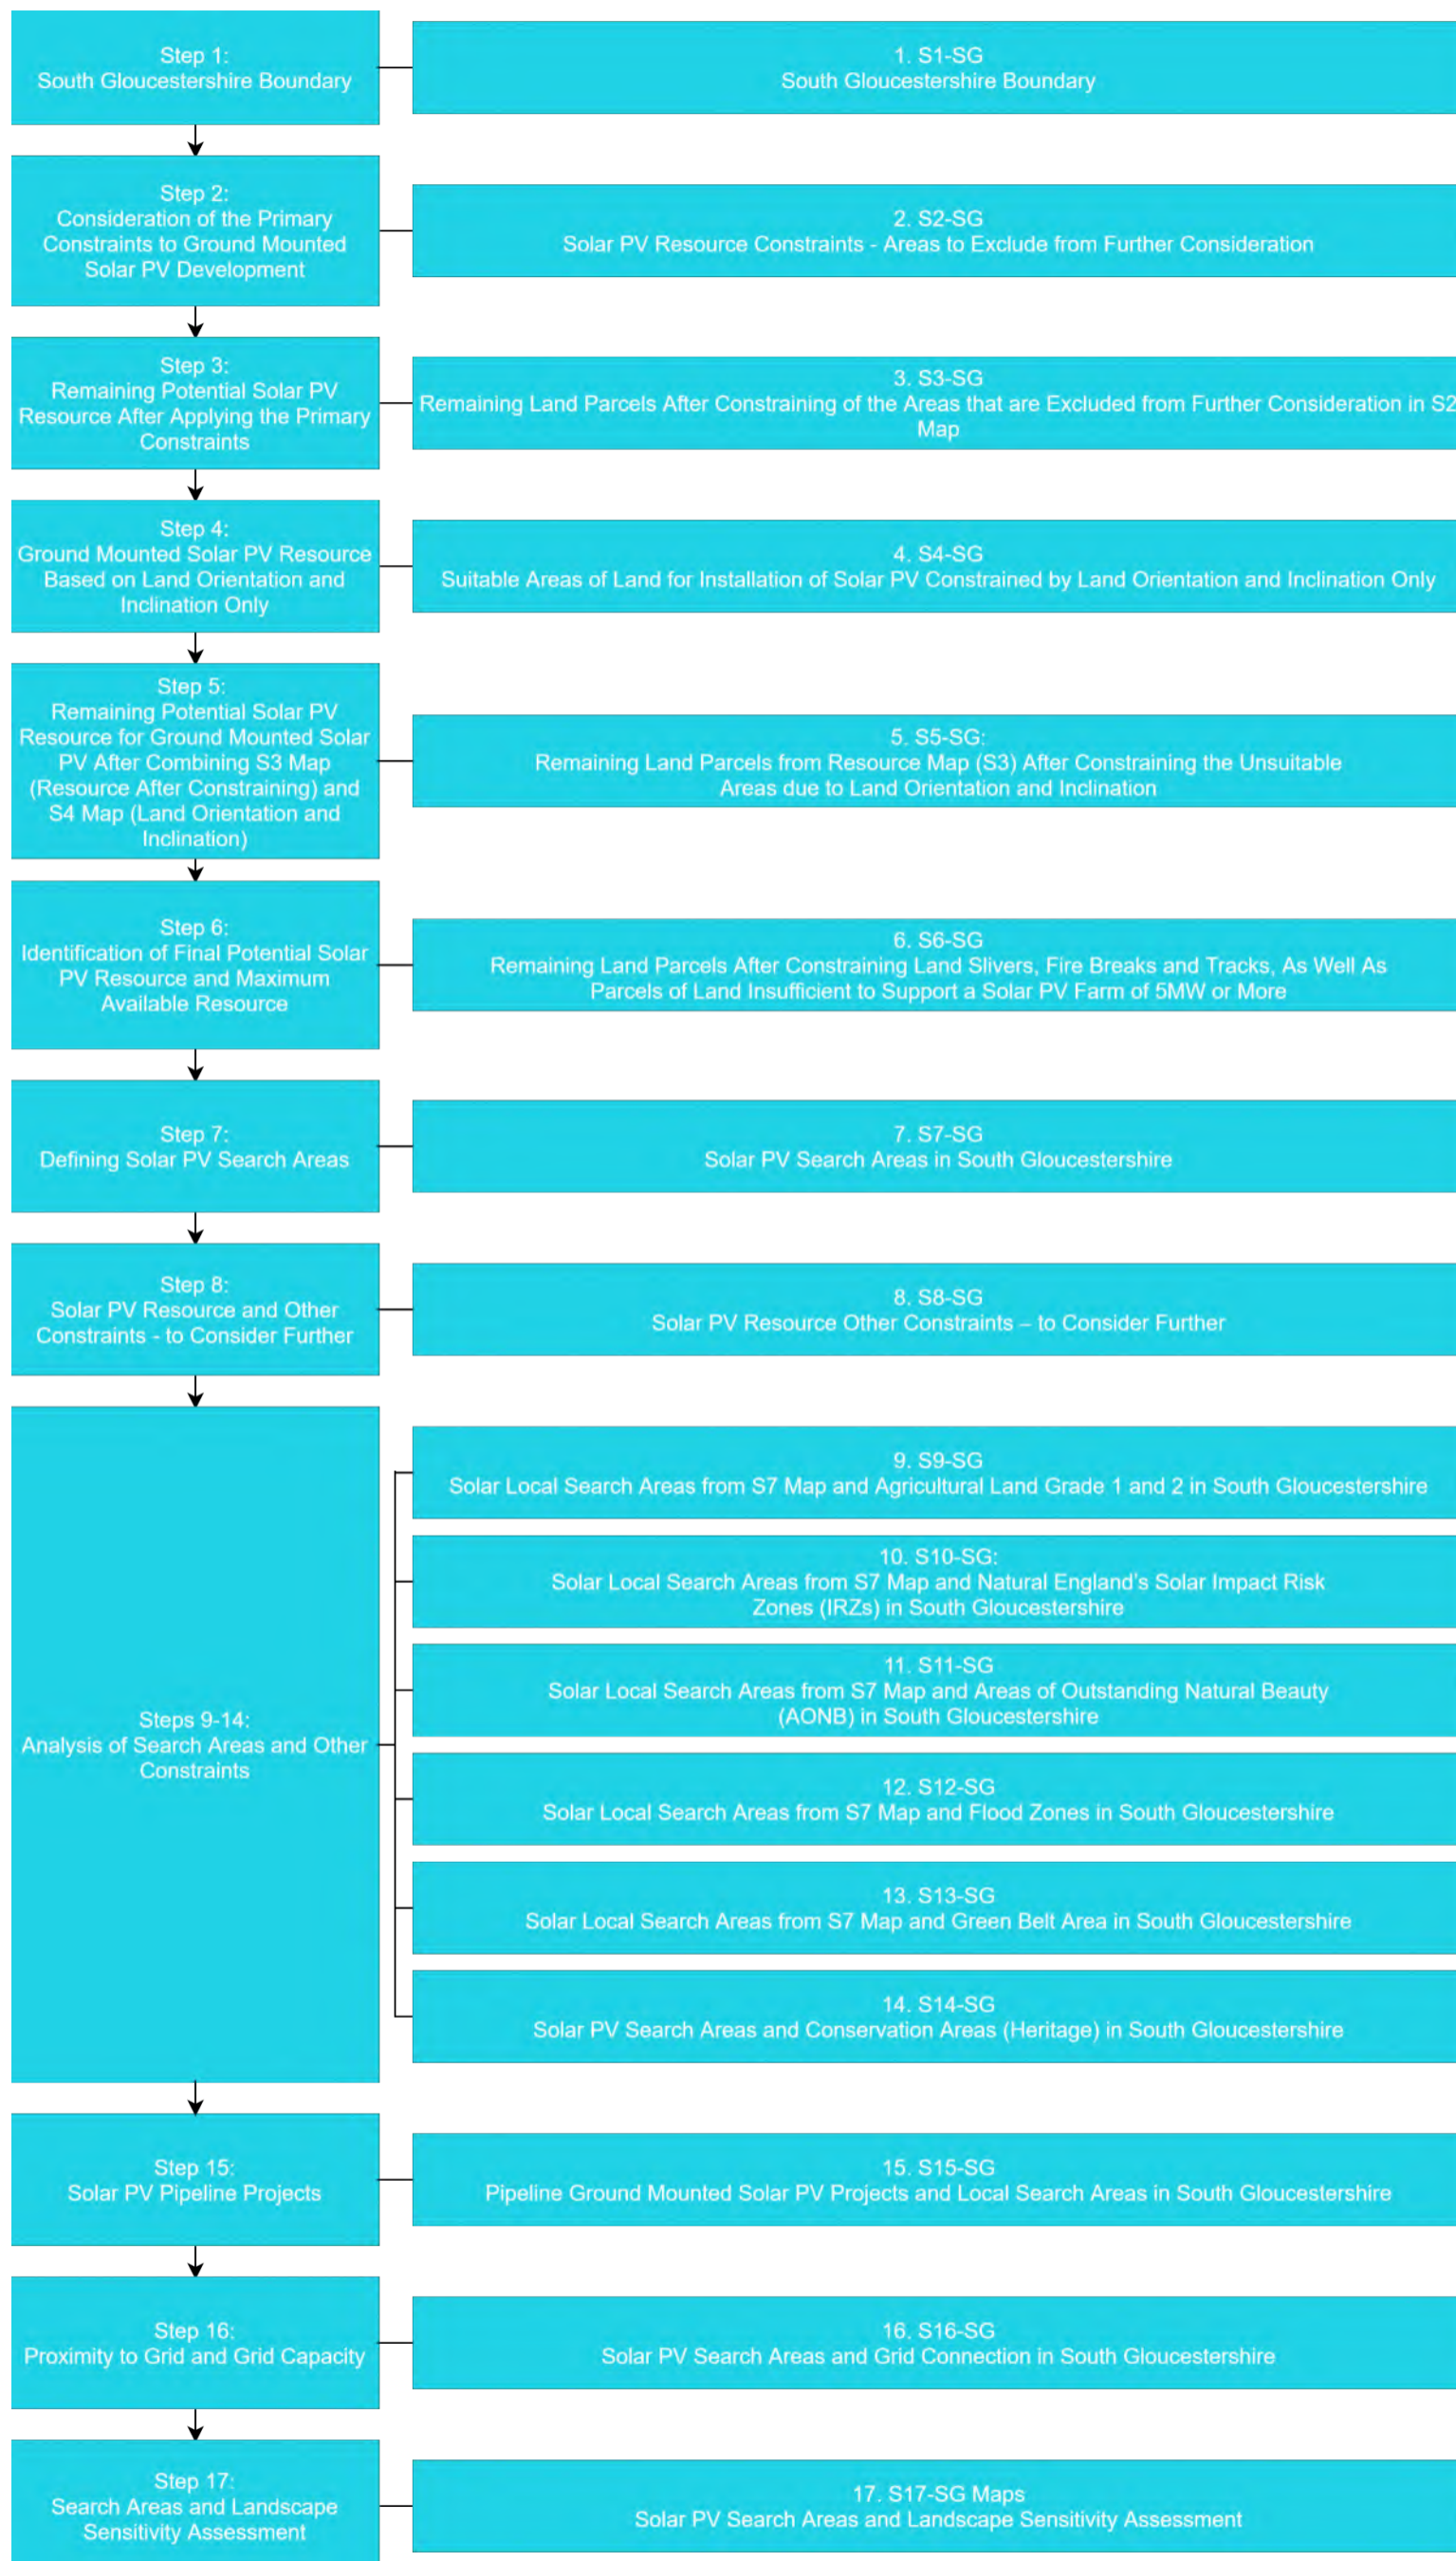 Step 1:
South Gloucestershire Boundary
1. S1-SG
South Gloucestershire Boundary
Step 2:
Consideration of the Primary
Constraints to Ground Mounted
Solar PV Development
2. S2-SG
Solar PV Resource Constraints - Areas to Exclude from Further Consideration
Step 3:
Remaining Potential Solar PV
Resource After Applying the Primary
Constraints
3. S3-SG
Remaining Land Parcels After Constraining of the Areas that are Excluded from Further Consideration in S2
Map
Step 4:
Ground Mounted Solar PV Resource
Based on Land Orientation and
Inclination Only
4. S4-SG
Suitable Areas of Land for Installation of Solar PV Constrained by Land Orientation and Inclination Only
Step 5:
Remaining Potential Solar PV
Resource for Ground Mounted Solar
PV After Combining S3 Map
(Resource After Constraining) and
S4 Map (Land Orientation and
Inclination)
5. S5-SG:
Remaining Land Parcels from Resource Map (S3) After Constraining the Unsuitable
Areas due to Land Orientation and Inclination
Step 6:
Identification of Final Potential Solar
PV Resource and Maximum
Available Resource
6. S6-SG
Remaining Land Parcels After Constraining Land Slivers, Fire Breaks and Tracks, As Well As
Parcels of Land Insufficient to Support a Solar PV Farm of 5MW or More
Step 7:
Defining Solar PV Search Areas
7. S7-SG
Solar PV Search Areas in South Gloucestershire
Step 8:
Solar PV Resource and Other
Constraints - to Consider Further
8. S8-SG
Solar PV Resource Other Constraints – to Consider Further
Steps 9-14:
Analysis of Search Areas and Other
Constraints
9. S9-SG
Solar Local Search Areas from S7 Map and Agricultural Land Grade 1 and 2 in South Gloucestershire
10. S10-SG:
Solar Local Search Areas from S7 Map and Natural England's Solar Impact Risk
Zones (IRZs) in South Gloucestershire
11. S11-SG
Solar Local Search Areas from S7 Map and Areas of Outstanding Natural Beauty
(AONB) in South Gloucestershire
12. S12-SG
Solar Local Search Areas from S7 Map and Flood Zones in South Gloucestershire
13. S13-SG
Solar Local Search Areas from S7 Map and Green Belt Area in South Gloucestershire
14. S14-SG
Solar PV Search Areas and Conservation Areas (Heritage) in South Gloucestershire
Step 15:
Solar PV Pipeline Projects
15. S15-SG
Pipeline Ground Mounted Solar PV Projects and Local Search Areas in South Gloucestershire
Step 16:
Proximity to Grid and Grid Capacity
16. S16-SG
Solar PV Search Areas and Grid Connection in South Gloucestershire
Step 17:
Search Areas and Landscape
Sensitivity Assessment
17. S17-SG Maps
Solar PV Search Areas and Landscape Sensitivity Assessment